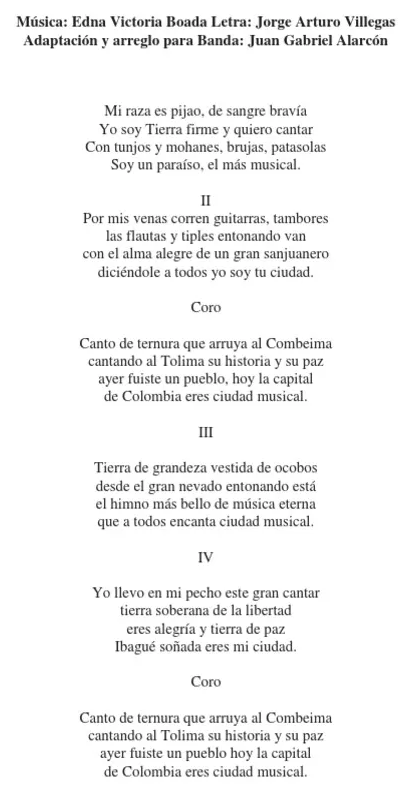 Música: Edna Victoria Boada Letra: Jorge Arturo Villegas
Adaptación y arreglo para Banda: Juan Gabriel Alarcón
Mi raza es pijao, de sangre bravía
Yo soy Tierra firme y quiero cantar
Con tunjos y mohanes, brujas, patasolas
Soy un paraíso, el más musical.
II
Por mis venas corren guitarras, tambores
las flautas y tiples entonando van
con el alma alegre de un gran sanjuanero
diciéndole a todos yo soy tu ciudad.
Coro
Canto de ternura que arruya al Combeima
cantando al Tolima su historia y su paz
ayer fuiste un pueblo, hoy la capital
de Colombia eres ciudad musical.
III
Tierra de grandeza vestida de ocobos
desde el gran nevado entonando está
el himno más bello de música eterna
que a todos encanta ciudad musical.
IV
Yo llevo en mi pecho este gran cantar
tierra soberana de la libertad
eres alegría y tierra de paz
Ibagué soñada eres mi ciudad.
Coro
Canto de ternura que arruya al Combeima
cantando al Tolima su historia y su paz
ayer fuiste un pueblo hoy la capital
de Colombia eres ciudad musical.